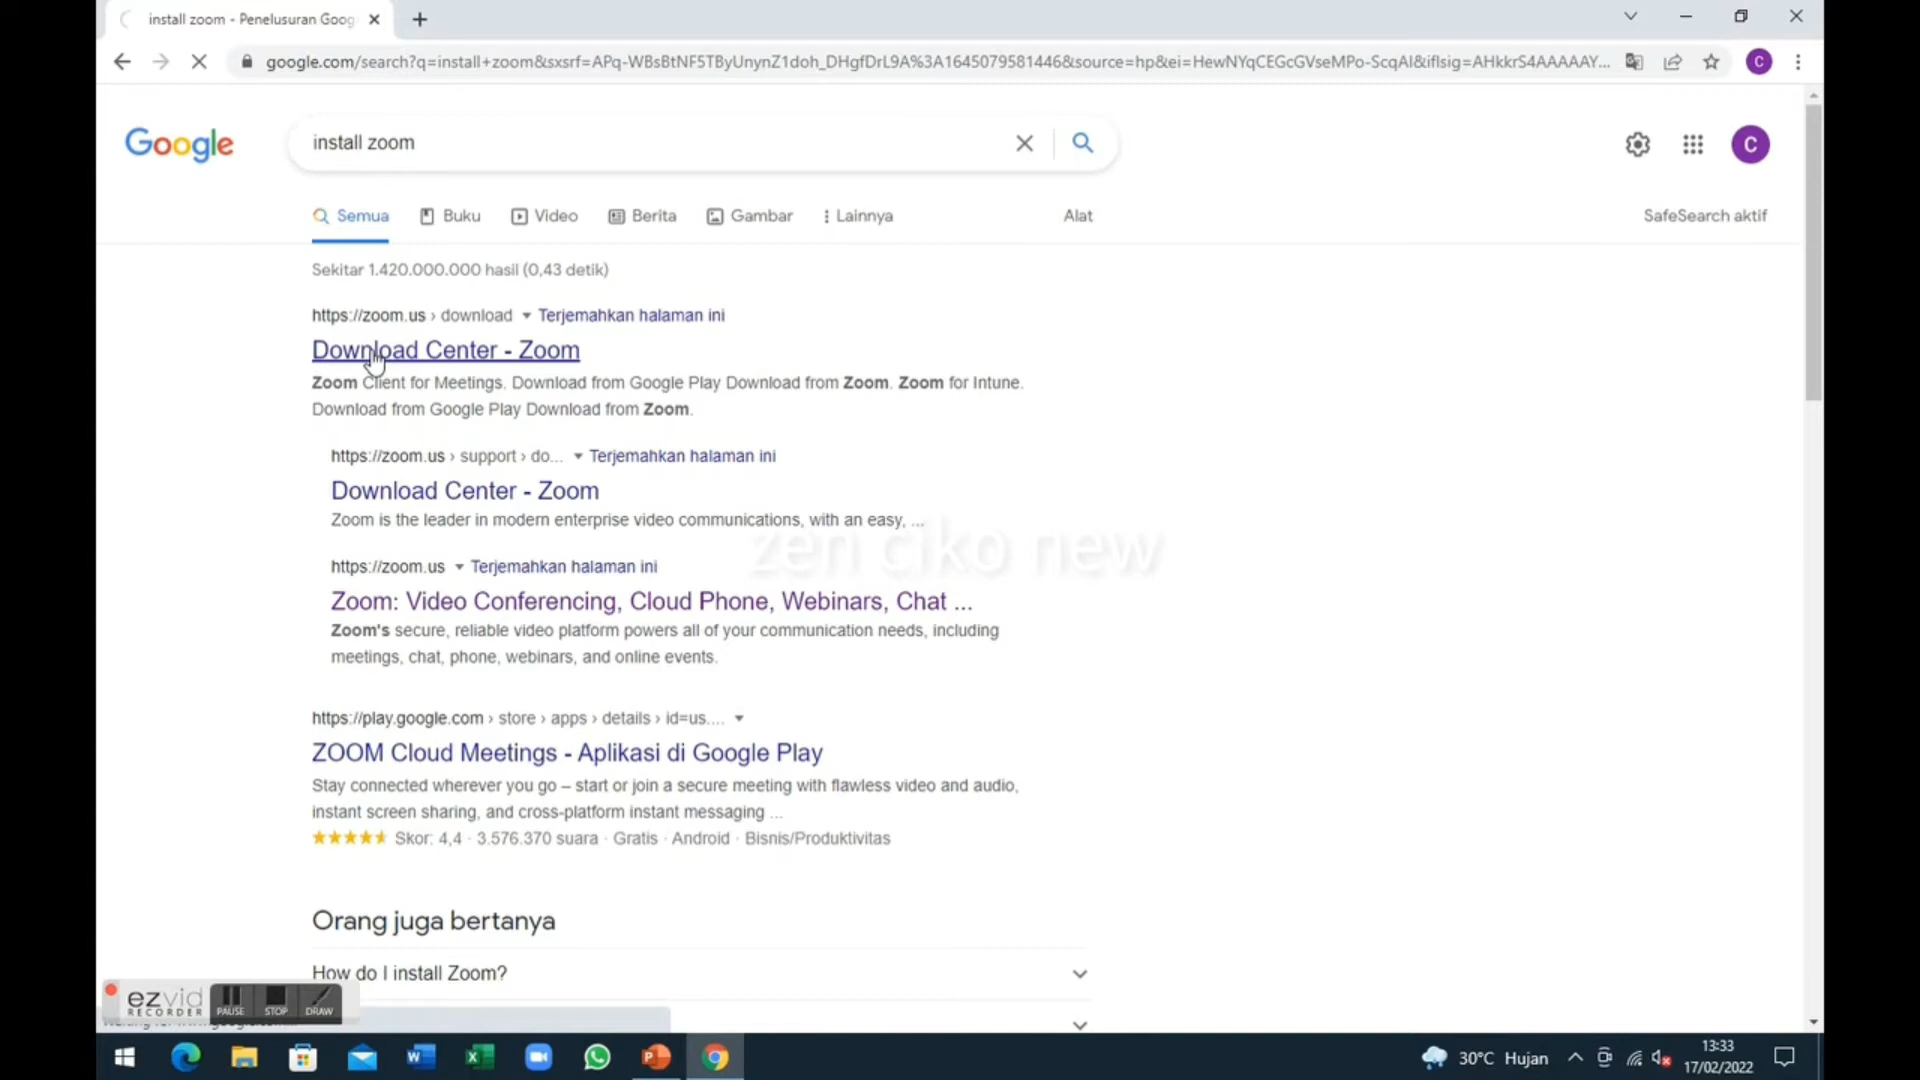 install zoom - Penelusuran Goog
google.com/search?q=install+zoom&sxsrf=APq-WBsBtNF5TByUnynZ1doh_DHgfDrL9A%3A1645079581446&source=hp&ei=HewNYqCEGcGVseMPo-ScqAI&iflsig=AHkkrS4AAAAAY...
C
Google
install zoom
C
Semua
Buku
Video
Berita
Gambar
Lainnya
Alat
SafeSearch aktif
Sekitar 1.420.000.000 hasil (0,43 detik)
https://zoom.us › download
Terjemahkan halaman ini
Download Center - Zoom
Zoom Client for Meetings. Download from Google Play Download from Zoom. Zoom for Intune.
Download from Google Play Download from Zoom.
https://zoom.us › support › do...
Terjemahkan halaman ini
Download Center - Zoom
Zoom is the leader in modern enterprise video communications, with an easy, ...
zen ciko new
https://zoom.us
Terjemahkan halaman ini
Zoom: Video Conferencing, Cloud Phone, Webinars, Chat ...
Zoom's secure, reliable video platform powers all of your communication needs, including
meetings, chat, phone, webinars, and online events.
https://play.google.com › store › apps › details › id=us....
ZOOM Cloud Meetings - Aplikasi di Google Play
Stay connected wherever you go – start or join a secure meeting with flawless video and audio,
instant screen sharing, and cross-platform instant messaging ...
Skor: 4,4 · 3.576.370 suara · Gratis · Android · Bisnis/Produktivitas
Orang juga bertanya
How do I install Zoom?
ezvid
RECORDER
PAUSE
STOP
DRAW
30°C Hujan
13:33
17/02/2022